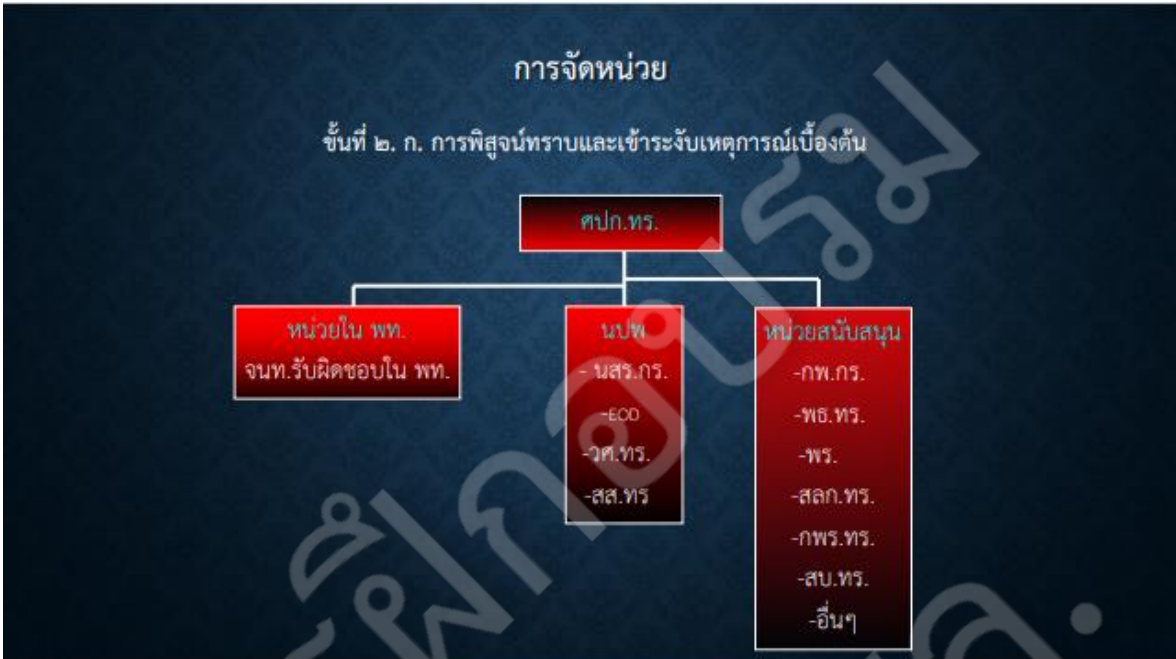 การจัดหน่วย
ขั้นที่ ๒. ก. การพิสูจน์ทราบและเข้าระงับเหตุการณ์เบื้องต้น
ศปก.ทร.
หน่วยใน พท.
จนท.รับผิดชอบใน พท.
นปพ
- นสร.กร.
-EOD
-วศ.ทร.
-สส.ทร
หน่วยสนับสนุน
-กพ.กร.
-พธ.ทร.
-พร.
-สลก.ทร.
-กพร.ทร.
-สบ.ทร.
-อื่นๆ
ฝึกอบรม